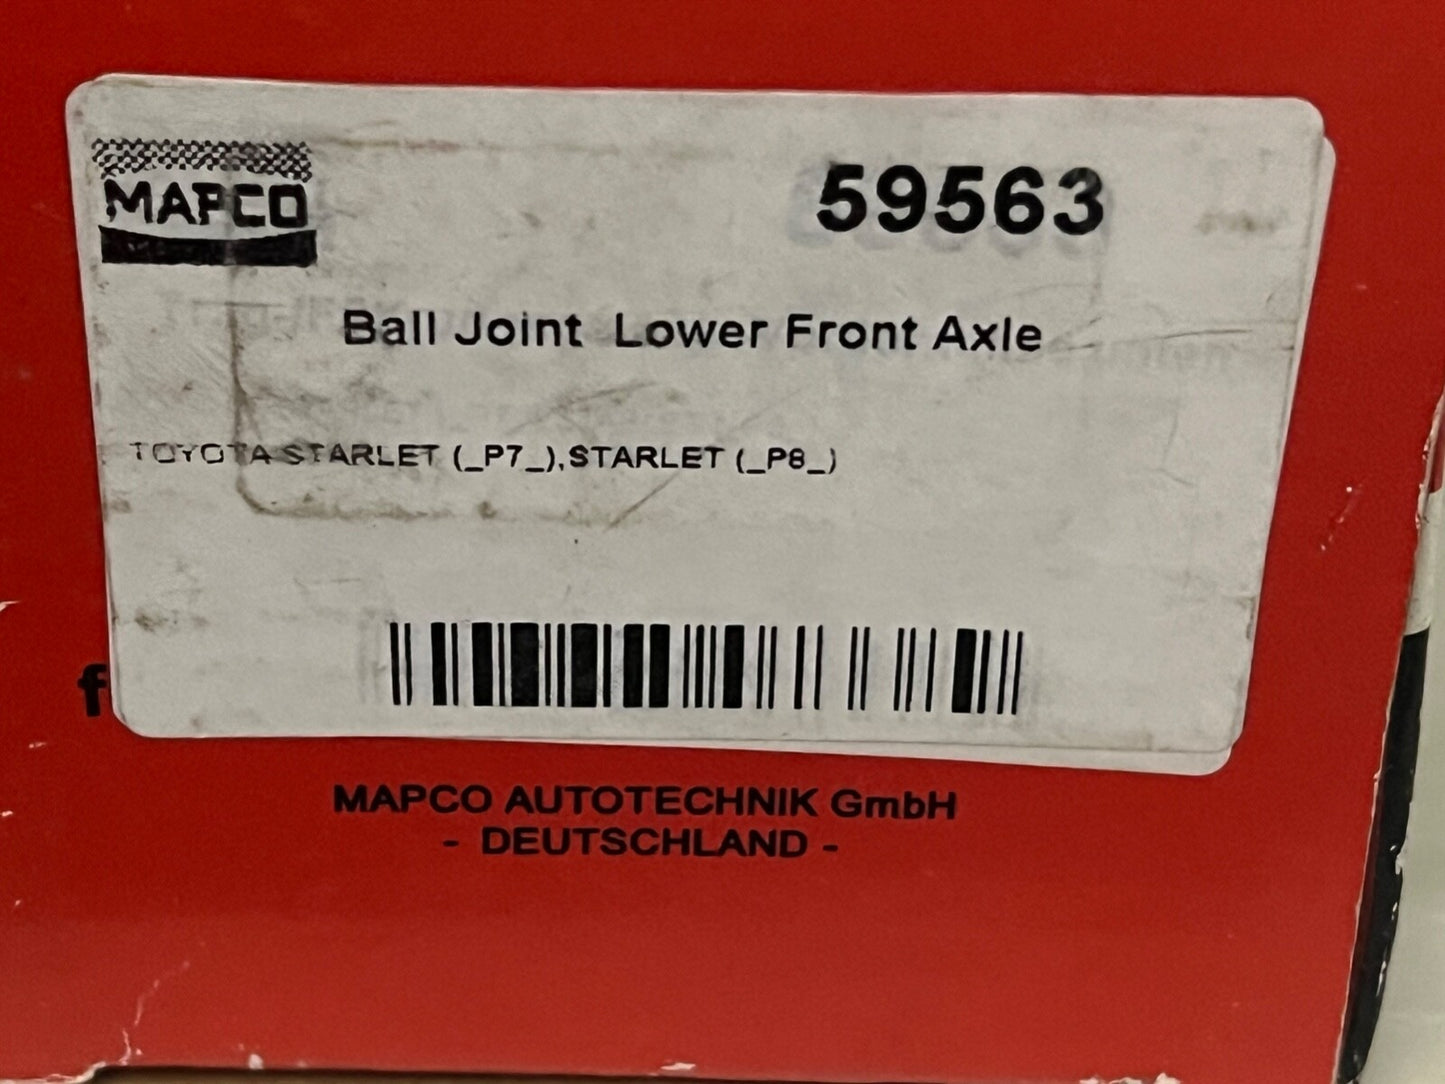 MAPCO
59563
Ball Joint Lower Front Axle
TOYOTA STARLET (_P7_),STARLET (_P8_)
f
MAPCO AUTOTECHNIK GmbH
- DEUTSCHLAND -